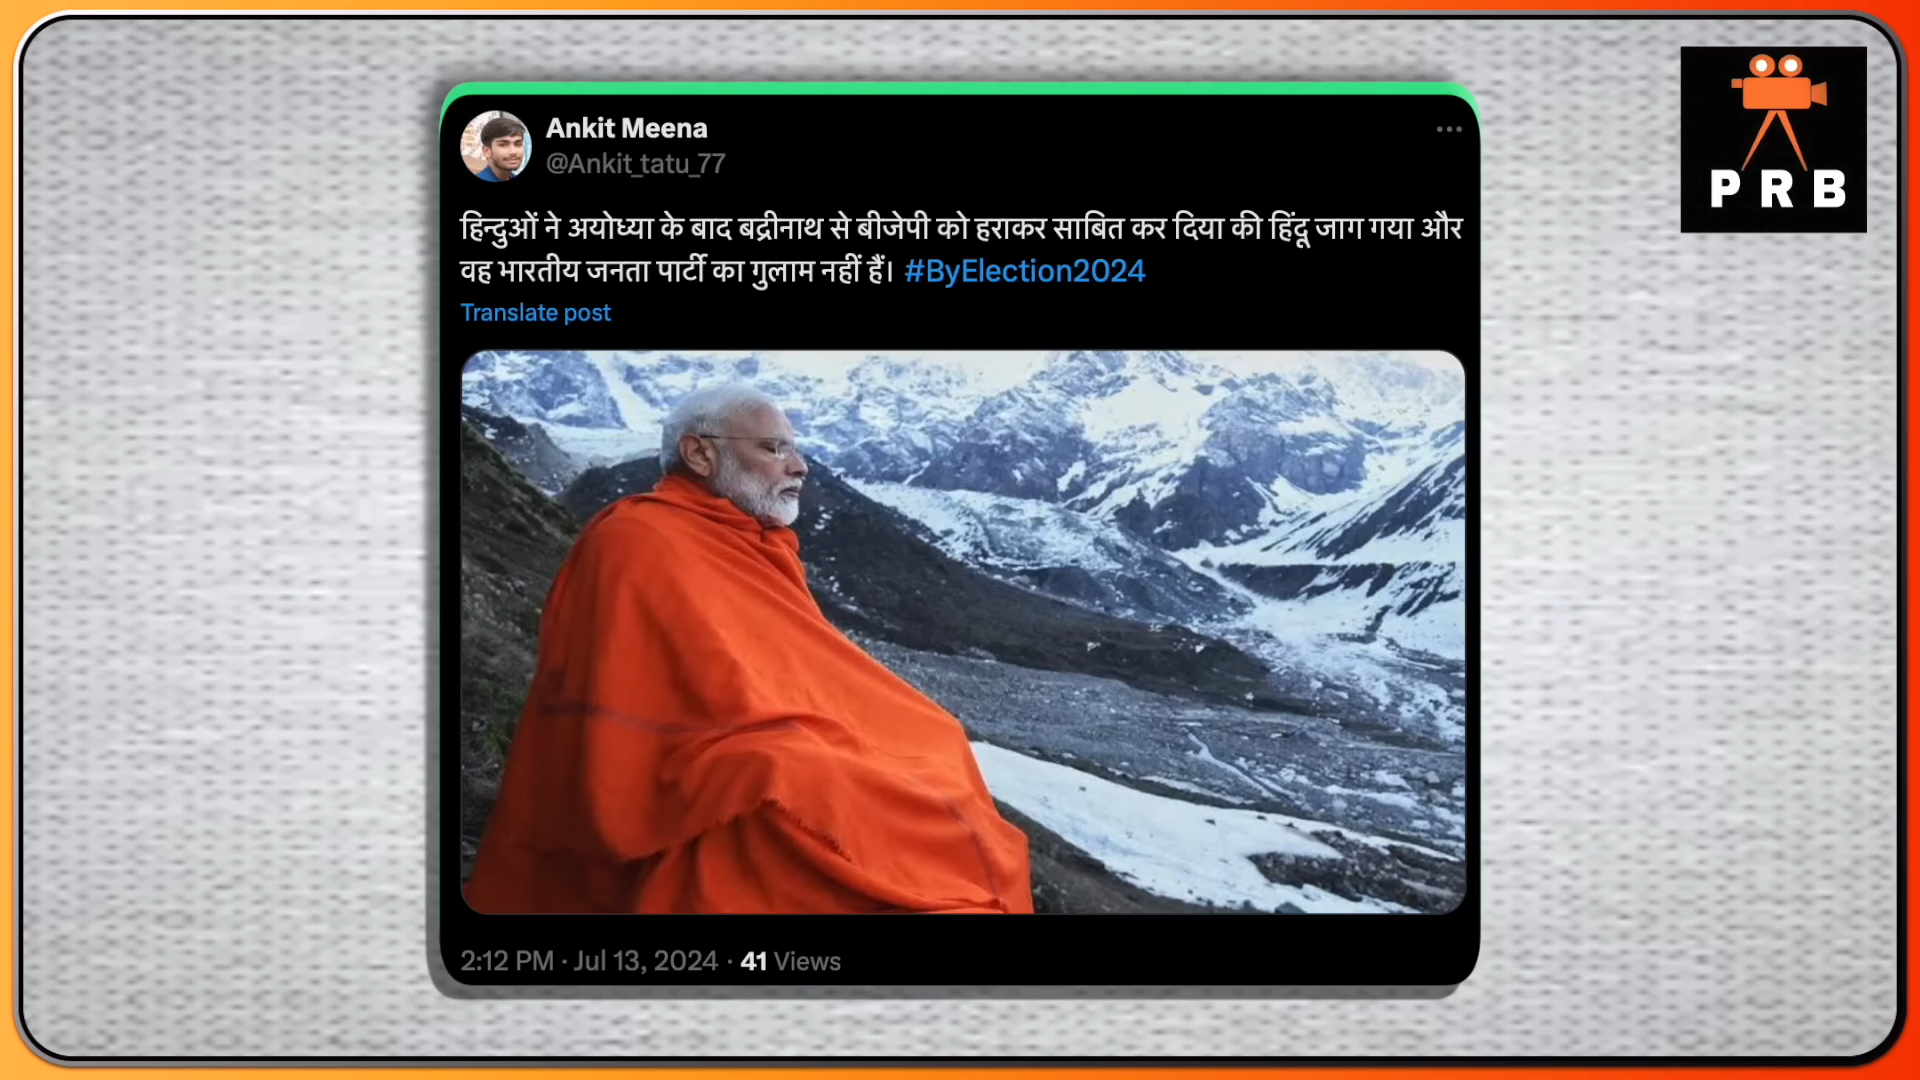 Ankit Meena
@Ankit_tatu_77
हिन्दुओं ने अयोध्या के बाद बद्रीनाथ से बीजेपी को हराकर साबित कर दिया की हिंदू जाग गया और
वह भारतीय जनता पार्टी का गुलाम नहीं हैं। #ByElection2024
Translate post
2:12 PM · Jul 13, 2024 · 41 Views
P R B